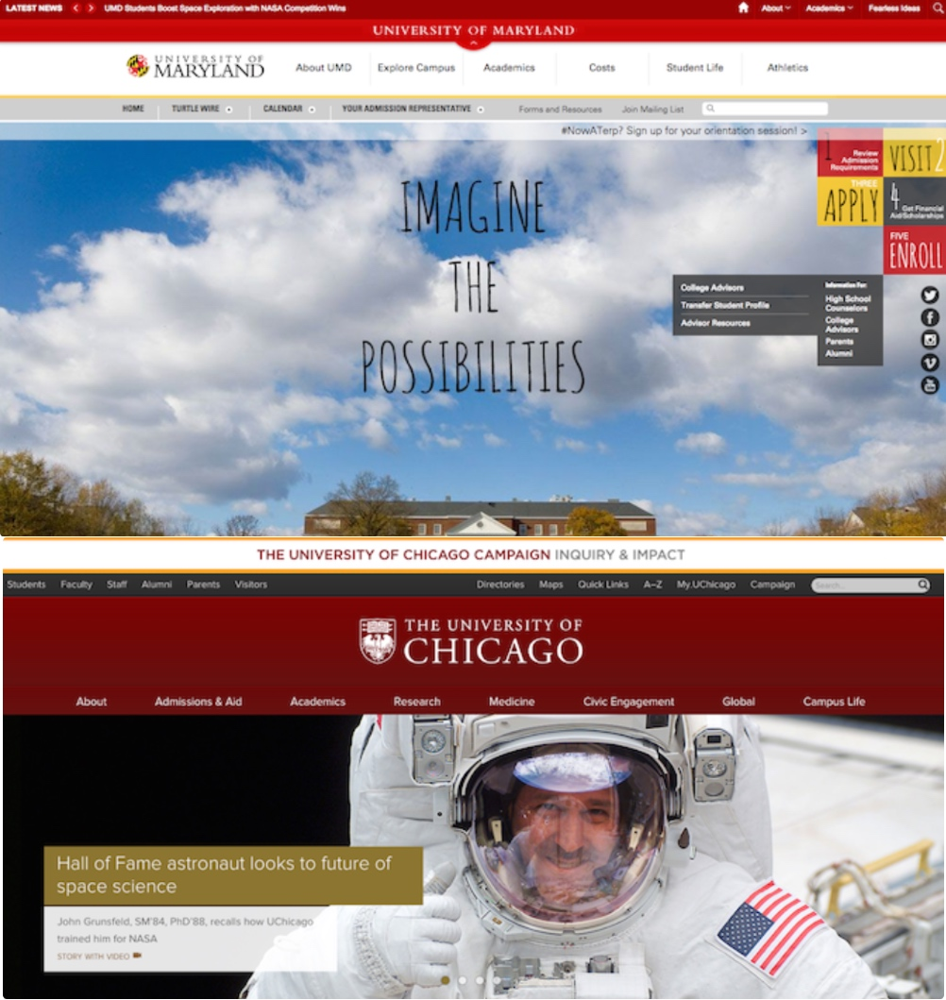 LATEST NEWS < > UMD Students Boost Space Exploration with NASA Competition Wins About Academics Fearless Ideas
UNIVERSITY OF MARYLAND
UNIVERSITY OF
MARYLAND
About UMD Explore Campus Academics Costs Student Life Athletics
HOME TURTLE WIRE CALENDAR YOUR ADMISSION REPRESENTATIVE Forms and Resources Join Mailing List
#NowATerp? Sign up for your orientation session! >
1 Review
Admission
Requirements
VISIT 2
THREE
APPLY
4 Get Financial
Aid/Scholarships
FIVE
ENROLL
IMAGINE
THE
POSSIBILITIES
College Advisors
Transfer Student Profile
Advisor Resources
Information For:
High School
Counselors
College
Advisors
Parents
Alumni
THE UNIVERSITY OF CHICAGO CAMPAIGN INQUIRY & IMPACT
Students Faculty Staff Alumni Parents Visitors Directories Maps Quick Links A–Z My.UChicago Campaign Search...
THE UNIVERSITY OF
CHICAGO
About Admissions & Aid Academics Research Medicine Civic Engagement Global Campus Life
Hall of Fame astronaut looks to future of
space science
John Grunsfeld, SM'84, PhD'88, recalls how UChicago
trained him for NASA
STORY WITH VIDEO